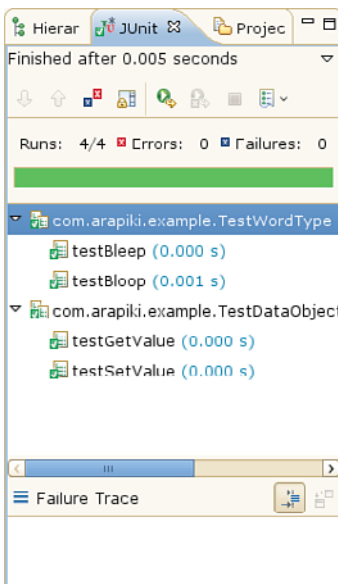 Hierar JUnit Projec
Finished after 0.005 seconds
Runs: 4/4 Errors: 0 Failures: 0
com.arapiki.example.TestWordType
testBleep (0.000 s)
testBloop (0.001 s)
com.arapiki.example.TestDataObject
testGetValue (0.000 s)
testSetValue (0.000 s)
Failure Trace